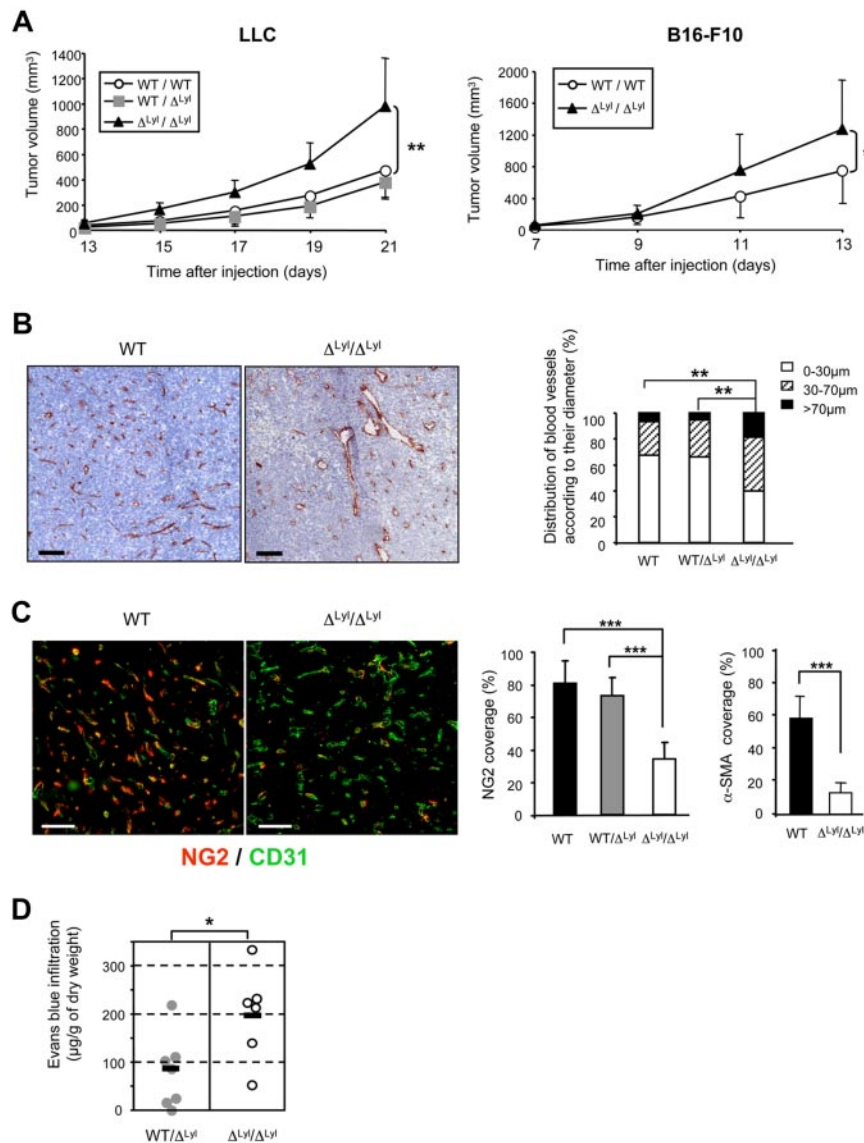 A
LLC
B16-F10
Tumor volume (mm³)
1400
1200
1000
800
600
400
200
0
WT / WT
WT / Δᴸʸˡ
Δᴸʸˡ / Δᴸʸˡ
**
13 15 17 19 21
Time after injection (days)
Tumor volume (mm³)
2000
1600
1200
800
400
0
WT / WT
Δᴸʸˡ / Δᴸʸˡ
7 9 11 13
Time after injection (days)
B
WT
Δᴸʸˡ/Δᴸʸˡ
Distribution of blood vessels
according to their diameter (%)
100
80
60
40
20
0
**
**
0-30µm
30-70µm
>70µm
WT WT/Δᴸʸˡ Δᴸʸˡ/Δᴸʸˡ
C
WT
Δᴸʸˡ/Δᴸʸˡ
NG2 / CD31
NG2 coverage (%)
100
80
60
40
20
0
***
***
WT WT/Δᴸʸˡ Δᴸʸˡ/Δᴸʸˡ
α-SMA coverage (%)
100
80
60
40
20
0
***
WT Δᴸʸˡ/Δᴸʸˡ
D
Evans blue infiltration
(µg/g of dry weight)
300
200
100
0
*
WT/Δᴸʸˡ Δᴸʸˡ/Δᴸʸˡ